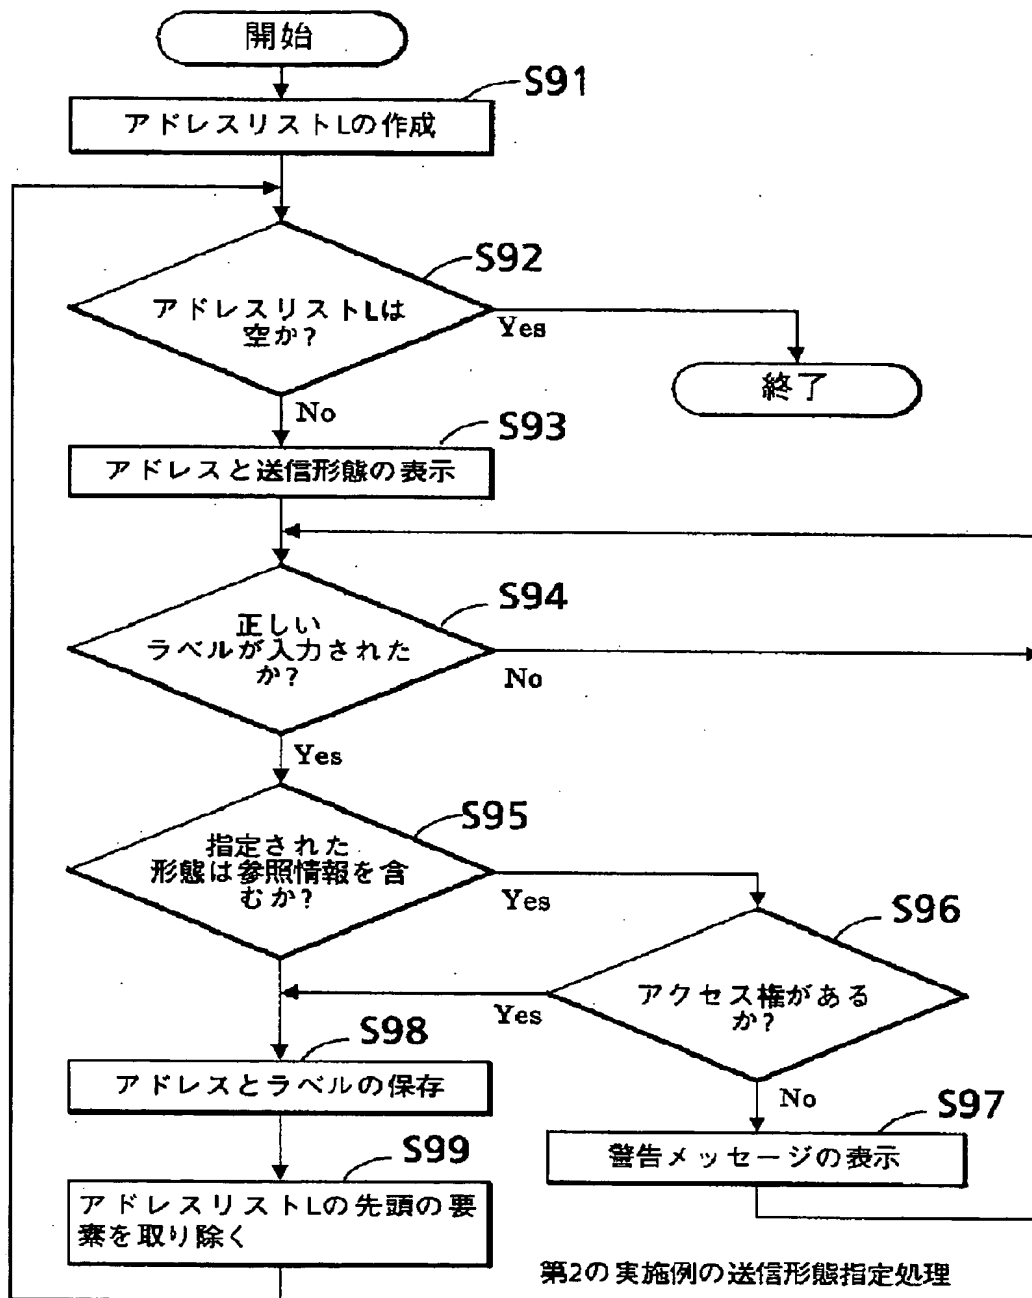 開始
S91
アドレスリストLの作成
S92
アドレスリストLは
空か?
Yes
終了
No
S93
アドレスと送信形態の表示
S94
正しい
ラベルが入力された
か?
No
Yes
S95
指定された
形態は参照情報を含
むか?
Yes
S96
アクセス権がある
か?
Yes
No
S98
アドレスとラベルの保存
S97
警告メッセージの表示
S99
アドレスリストLの先頭の要
素を取り除く
第2の実施例の送信形態指定処理